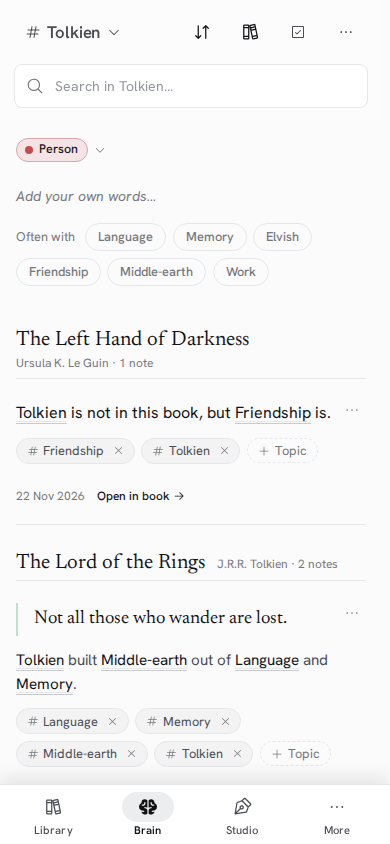 # Tolkien
Search in Tolkien...
Person
Add your own words...
Often with Language Memory Elvish
Friendship Middle-earth Work
The Left Hand of Darkness
Ursula K. Le Guin · 1 note
Tolkien is not in this book, but Friendship is.
# Friendship × # Tolkien × + Topic
22 Nov 2026 Open in book →
The Lord of the Rings J.R.R. Tolkien · 2 notes
Not all those who wander are lost.
Tolkien built Middle-earth out of Language and
Memory.
# Language × # Memory ×
# Middle-earth × # Tolkien × + Topic
Library Brain Studio More